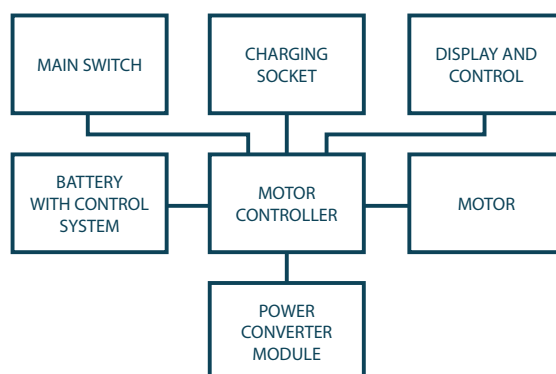 MAIN SWITCH
CHARGING
SOCKET
DISPLAY AND
CONTROL
BATTERY
WITH CONTROL
SYSTEM
MOTOR
CONTROLLER
MOTOR
POWER
CONVERTER
MODULE